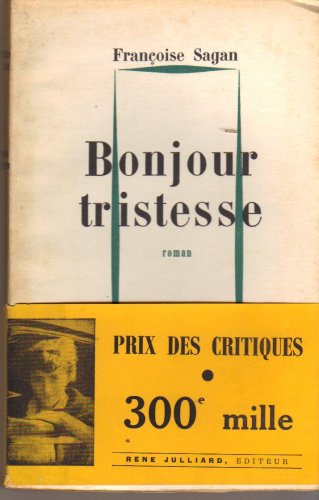 Françoise Sagan
Bonjour
tristesse
roman
PRIX DES CRITIQUES
300e mille
RENE JULLIARD, EDITEUR